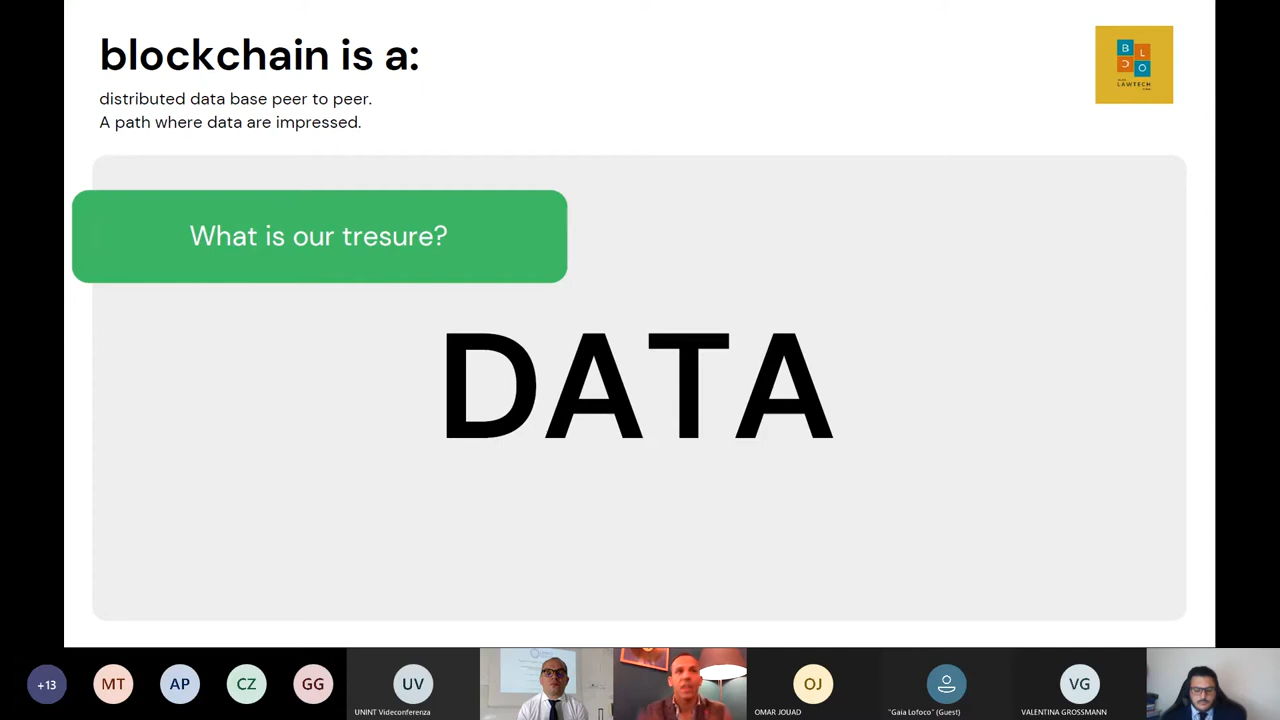 blockchain is a:
distributed data base peer to peer.
A path where data are impressed.
B L
C O
LAWTECH
What is our tresure?
DATA
+13
MT
AP
CZ
GG
UV
UNINT Videconferenza
OJ
OMAR JOUAD
"Gaia Lofoco" (Guest)
VG
VALENTINA GROSSMANN